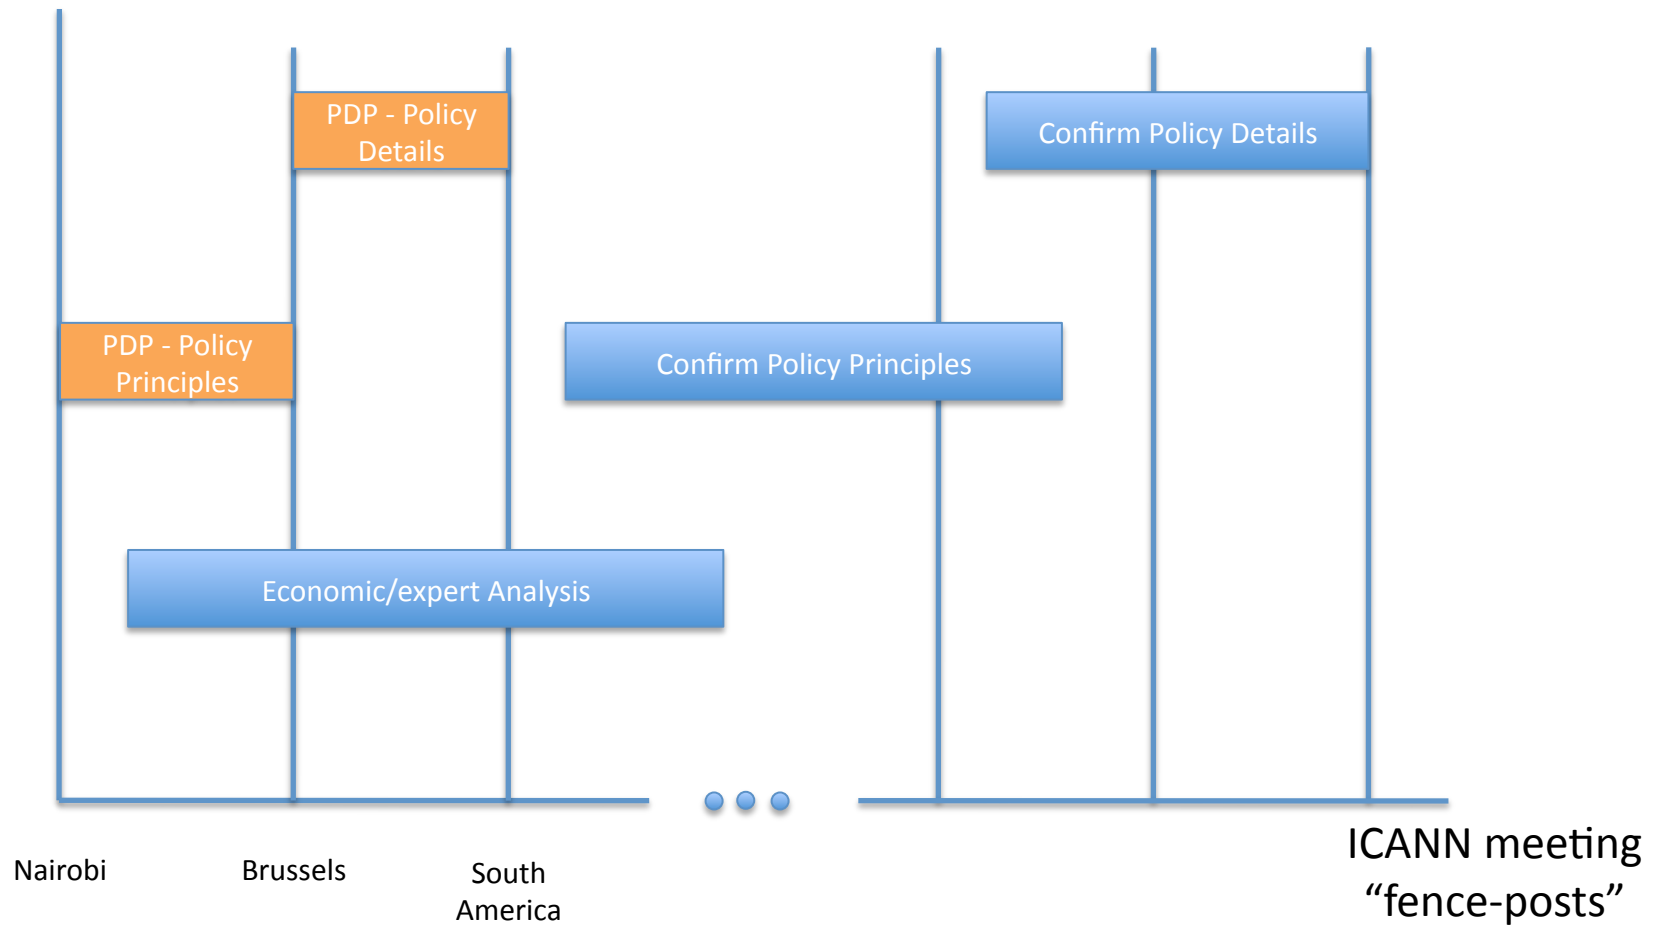 PDP - Policy
Details
Confirm Policy Details
PDP - Policy
Principles
Confirm Policy Principles
Economic/expert Analysis
Nairobi
Brussels
South
America
ICANN meeting
“fence-posts”